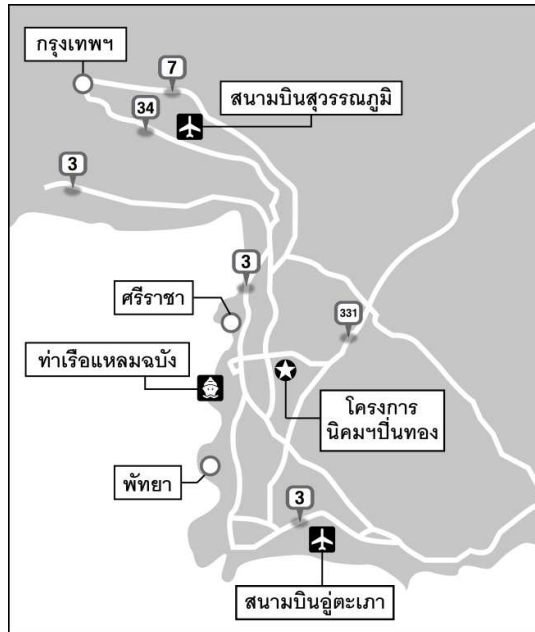 กรุงเทพฯ
7
สนามบินสุวรรณภูมิ
34
3
3
ศรีราชา
331
ท่าเรือแหลมฉบัง
โครงการ
นิคมฯปิ่นทอง
พัทยา
3
สนามบินอู่ตะเภา